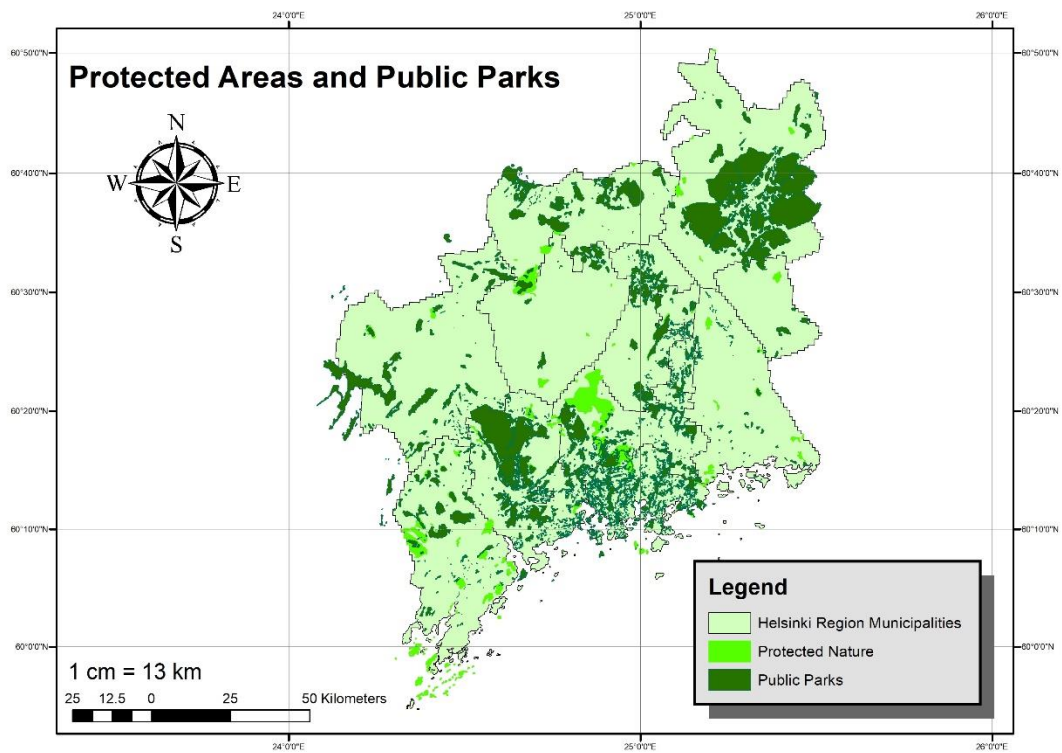 24°0'0"E 25°0'0"E 26°0'0"E
60°50'0"N 60°50'0"N
Protected Areas and Public Parks
N
W E
S
60°40'0"N 60°40'0"N
60°30'0"N 60°30'0"N
60°20'0"N 60°20'0"N
60°10'0"N 60°10'0"N
Legend
Helsinki Region Municipalities
Protected Nature
Public Parks
60°0'0"N 60°0'0"N
1 cm = 13 km
25 12.5 0 25 50 Kilometers
24°0'0"E 25°0'0"E 26°0'0"E